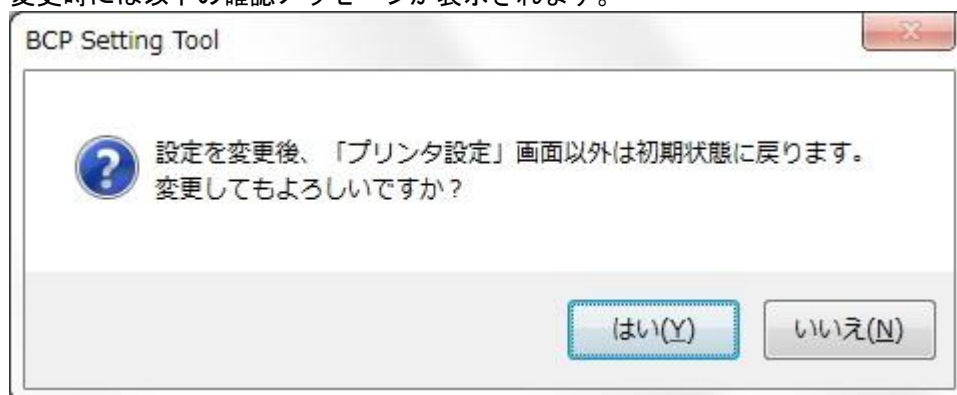 変更時には以下の確認メッセージが表示されます。
BCP Setting Tool
設定を変更後、「プリンタ設定」画面以外は初期状態に戻ります。
変更してもよろしいですか？
はい(Y)
いいえ(N)